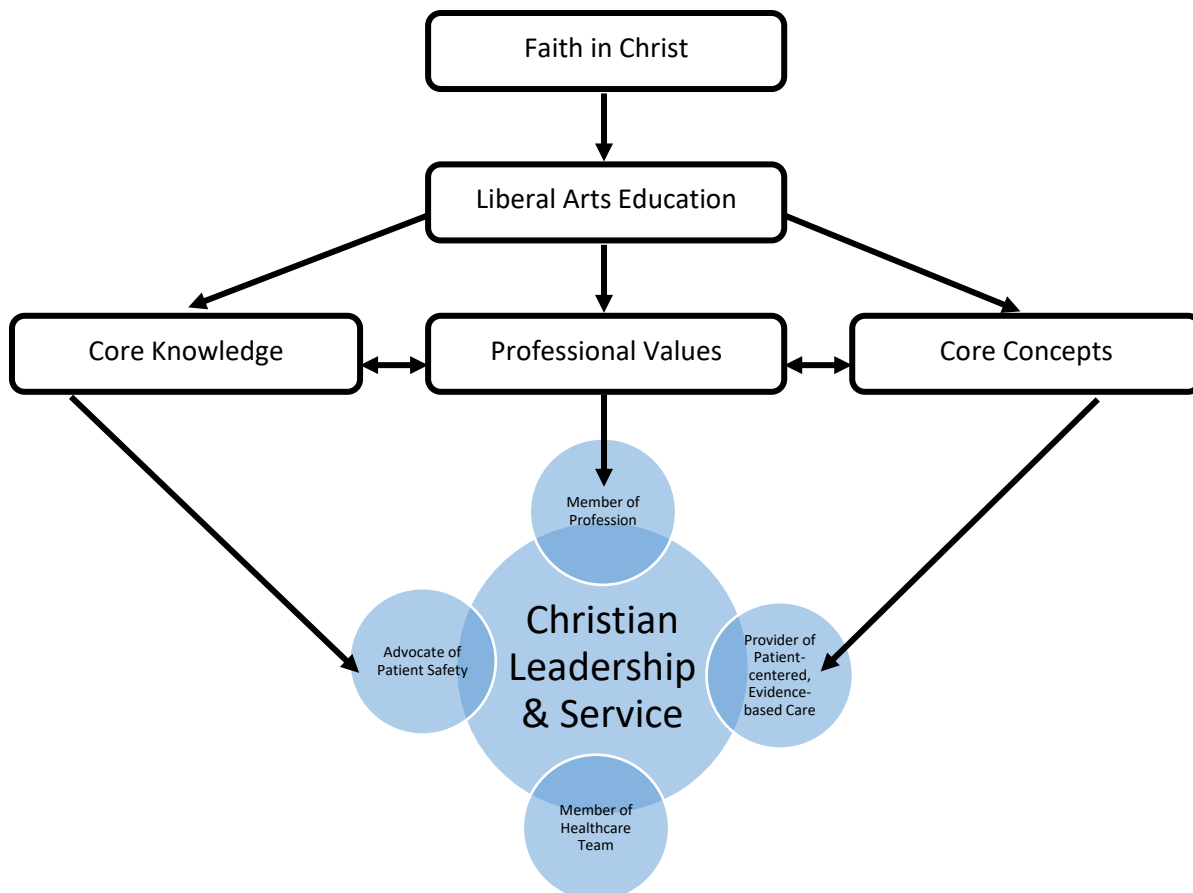 Faith in Christ
Liberal Arts Education
Core Knowledge
Professional Values
Core Concepts
Member of
Profession
Christian
Leadership
& Service
Advocate of
Patient Safety
Provider of
Patient-
centered,
Evidence-
based Care
Member of
Healthcare
Team